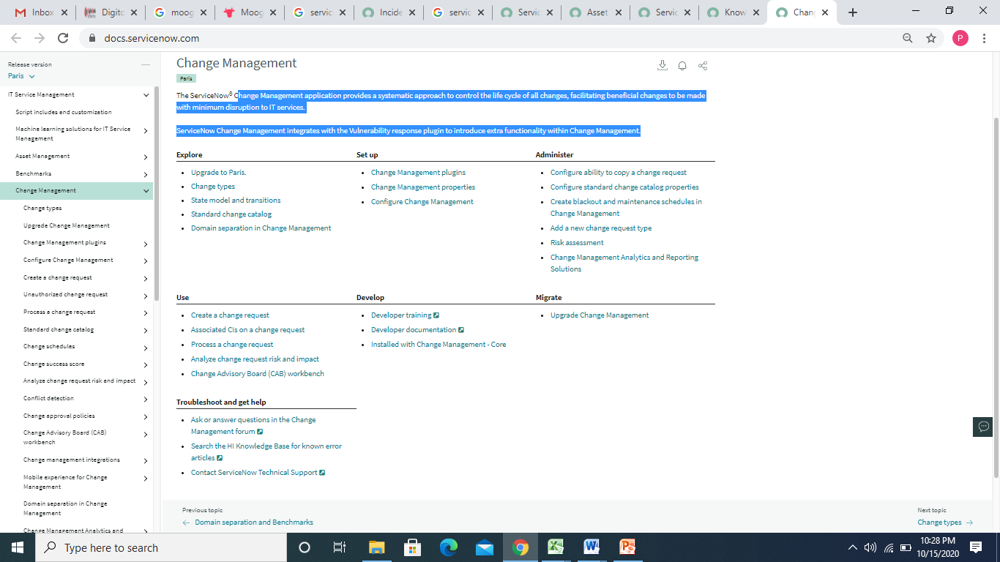 Inbox
Digit
moog
Moog
servic
Incide
servic
Servic
Asset
Servic
Know
Chan
docs.servicenow.com
P
Release version
Paris
IT Service Management
Script includes and customization
Machine learning solutions for IT Service
Management
Asset Management
Benchmarks
Change Management
Change types
Upgrade Change Management
Change Management plugins
Configure Change Management
Create a change request
Unauthorized change request
Process a change request
Standard change catalog
Change schedules
Change success score
Analyze change request risk and impact
Conflict detection
Change approval policies
Change Advisory Board (CAB)
workbench
Change management integrations
Mobile experience for Change
Management
Domain separation in Change
Management
Change Management Analytics and
Change Management
Paris
The ServiceNow® Change Management application provides a systematic approach to control the life cycle of all changes, facilitating beneficial changes to be made
with minimum disruption to IT services.
ServiceNow Change Management integrates with the Vulnerability response plugin to introduce extra functionality within Change Management.
Explore
Upgrade to Paris.
Change types
State model and transitions
Standard change catalog
Domain separation in Change Management
Set up
Change Management plugins
Change Management properties
Configure Change Management
Administer
Configure ability to copy a change request
Configure standard change catalog properties
Create blackout and maintenance schedules in
Change Management
Add a new change request type
Risk assessment
Change Management Analytics and Reporting
Solutions
Use
Create a change request
Associated CIs on a change request
Process a change request
Analyze change request risk and impact
Change Advisory Board (CAB) workbench
Develop
Developer training
Developer documentation
Installed with Change Management - Core
Migrate
Upgrade Change Management
Troubleshoot and get help
Ask or answer questions in the Change
Management forum
Search the HI Knowledge Base for known error
articles
Contact ServiceNow Technical Support
Previous topic
Domain separation and Benchmarks
Next topic
Change types
Type here to search
10:28 PM
10/15/2020